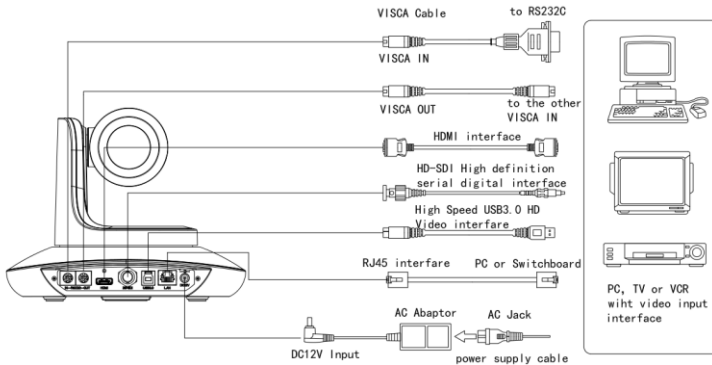 VISCA Cable
to RS232C
VISCA IN
VISCA OUT
to the other
VISCA IN
HDMI interface
HD-SDI High definition
serial digital interface
High Speed USB3.0 HD
Video interfare
RJ45 interfare
PC or Switchboard
AC Abaptor
AC Jack
DC12V Input
power supply cable
PC, TV or VCR
wiht video input
interface